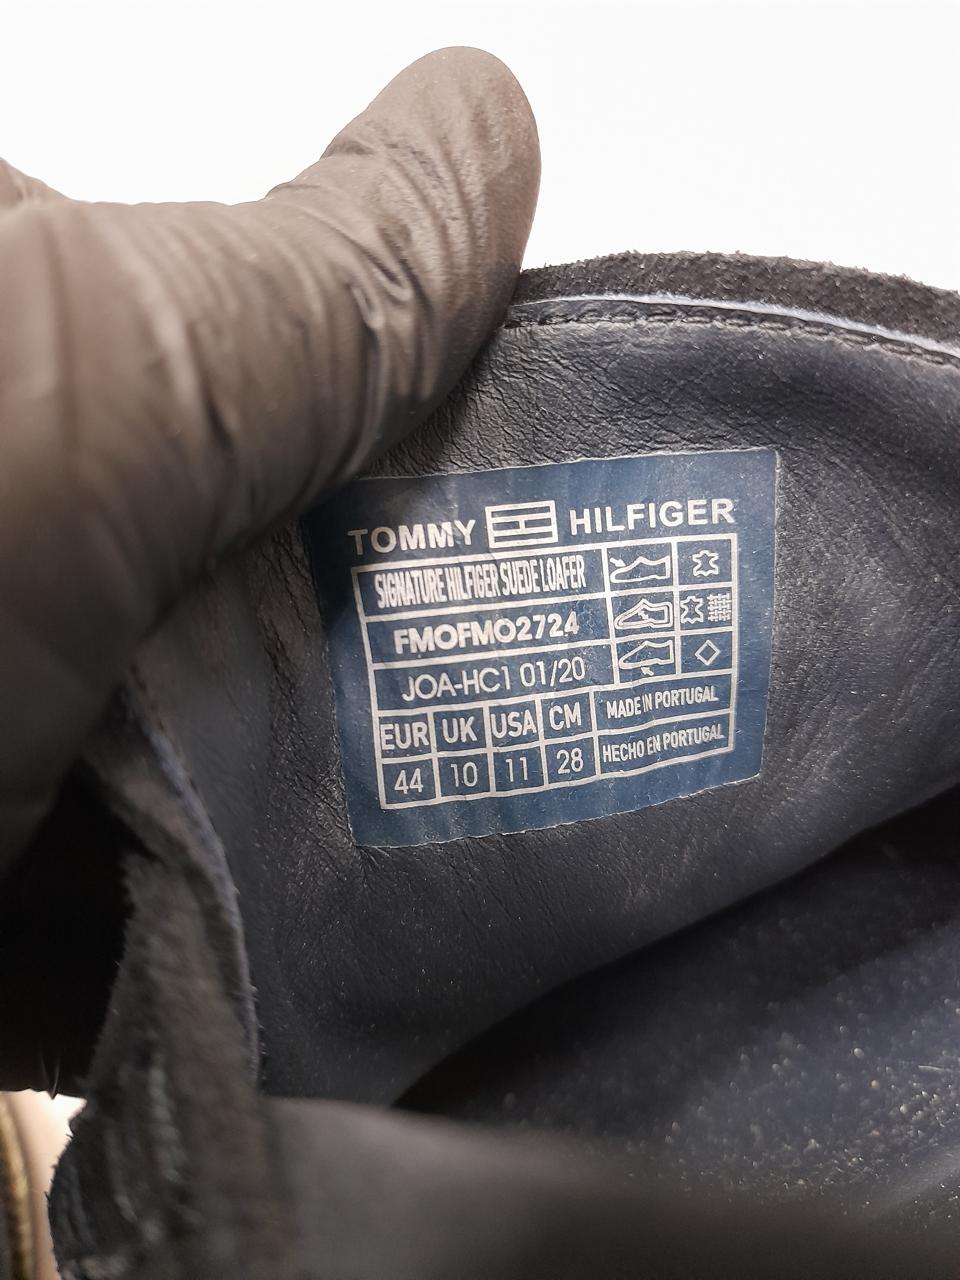 TOMMY HILFIGER
SIGNATURE HILFIGER SUEDE LOAFER
FMOFMO2724
JOA-HC1 01/20
EUR UK USA CM MADE IN PORTUGAL
44 10 11 28 HECHO EN PORTUGAL